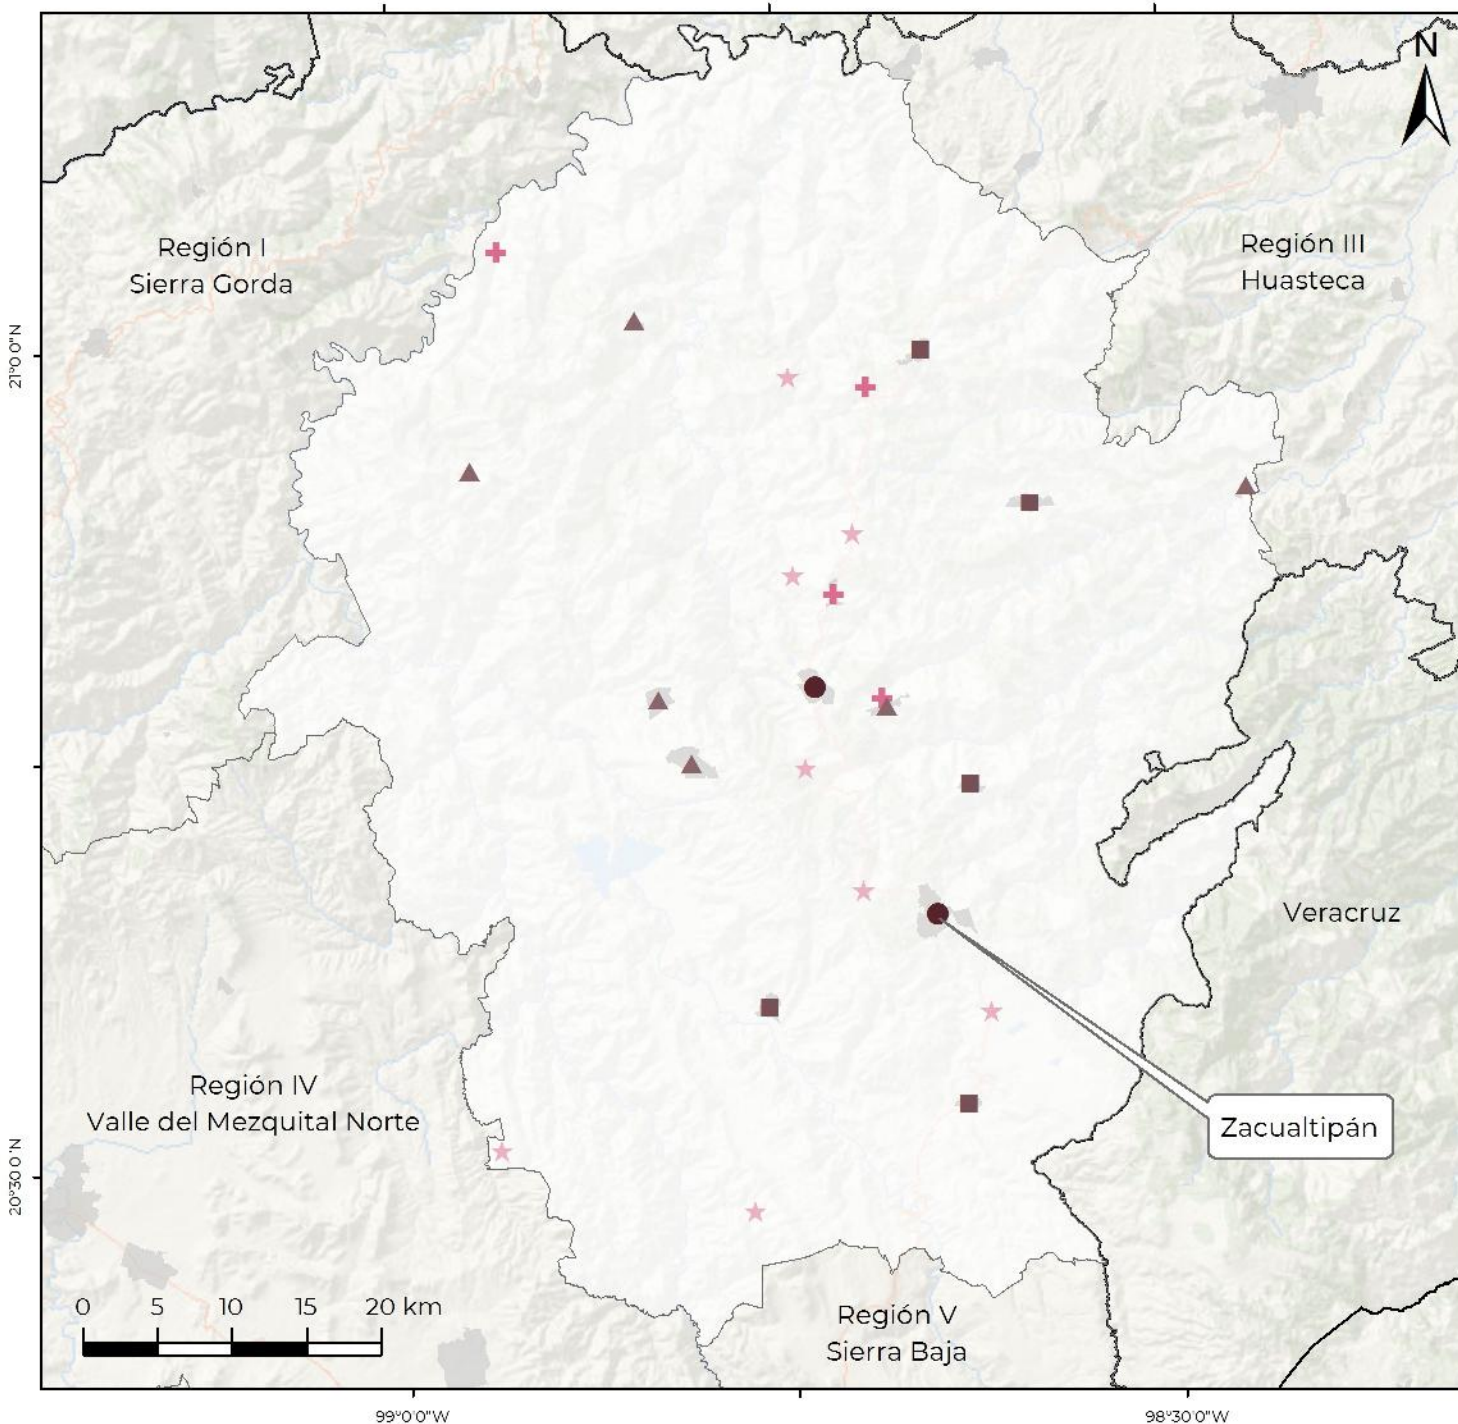 N
Región I
Sierra Gorda
Región III
Huasteca
21°0'0"N
Veracruz
Región IV
Valle del Mezquital Norte
Zacualtipán
20°30'0"N
0 5 10 15 20 km
Región V
Sierra Baja
99°0'0"W
98°30'0"W